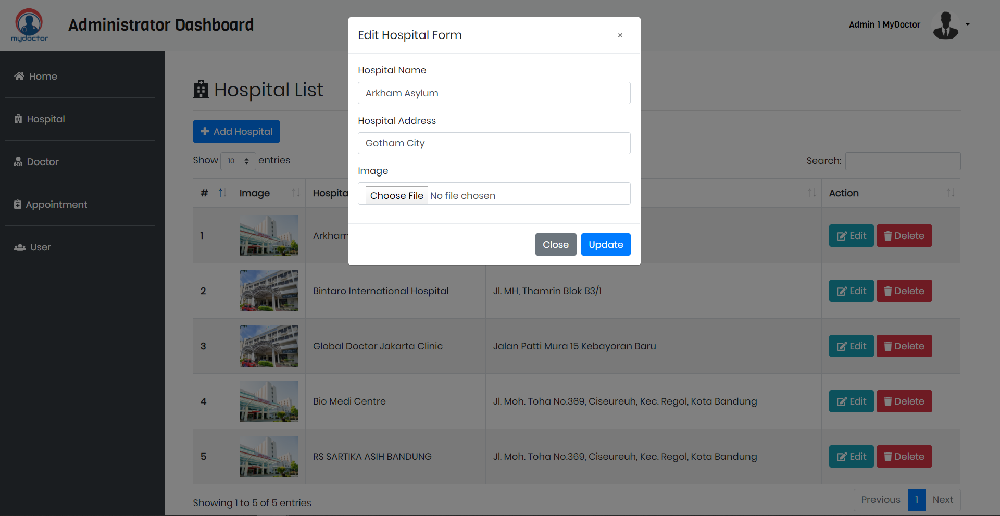 mydoctor
Administrator Dashboard
Admin 1 MyDoctor
Home
Hospital
Doctor
Appointment
User
Hospital List
Add Hospital
Show 10 entries
Search:
# Image Hospita Action
1 Arkham Edit Delete
2 Bintaro International Hospital Jl. MH, Thamrin Blok B3/1 Edit Delete
3 Global Doctor Jakarta Clinic Jalan Patti Mura 15 Kebayoran Baru Edit Delete
4 Bio Medi Centre Jl. Moh. Toha No.369, Ciseureuh, Kec. Regol, Kota Bandung Edit Delete
5 RS SARTIKA ASIH BANDUNG Jl. Moh. Toha No.369, Ciseureuh, Kec. Regol, Kota Bandung Edit Delete
Showing 1 to 5 of 5 entries
Previous 1 Next
Edit Hospital Form
×
Hospital Name
Arkham Asylum
Hospital Address
Gotham City
Image
Choose File No file chosen
Close Update